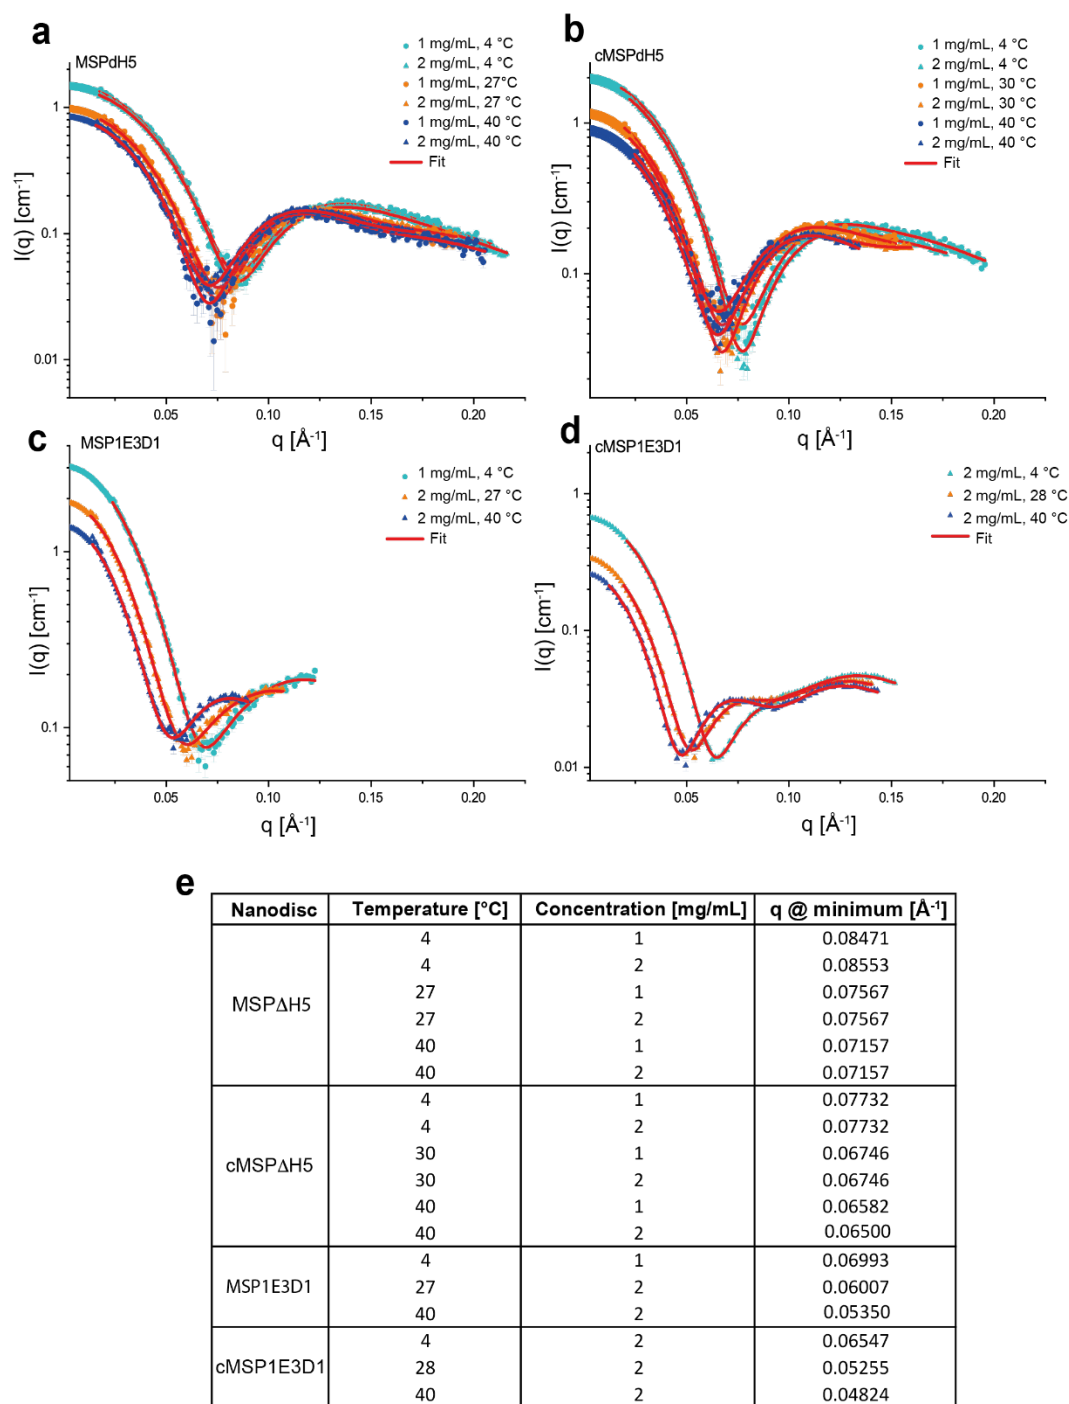 a
MSPdH5
1 mg/mL, 4 °C
2 mg/mL, 4 °C
1 mg/mL, 27°C
2 mg/mL, 27 °C
1 mg/mL, 40 °C
2 mg/mL, 40 °C
Fit
I(q) [cm⁻¹]
1
0.1
0.01
0.05 0.10 0.15 0.20
q [Å⁻¹]
b
cMSPdH5
1 mg/mL, 4 °C
2 mg/mL, 4 °C
1 mg/mL, 30 °C
2 mg/mL, 30 °C
1 mg/mL, 40 °C
2 mg/mL, 40 °C
Fit
I(q) [cm⁻¹]
1
0.1
0.05 0.10 0.15 0.20
q [Å⁻¹]
c
MSP1E3D1
1 mg/mL, 4 °C
2 mg/mL, 27 °C
2 mg/mL, 40 °C
Fit
I(q) [cm⁻¹]
1
0.1
0.05 0.10 0.15 0.20
q [Å⁻¹]
d
cMSP1E3D1
2 mg/mL, 4 °C
2 mg/mL, 28 °C
2 mg/mL, 40 °C
Fit
I(q) [cm⁻¹]
1
0.1
0.01
0.05 0.10 0.15 0.20
q [Å⁻¹]
e
Nanodisc Temperature [°C] Concentration [mg/mL] q @ minimum [Å⁻¹]
4 1 0.08471
4 2 0.08553
27 1 0.07567
MSPΔH5
27 2 0.07567
40 1 0.07157
40 2 0.07157
4 1 0.07732
4 2 0.07732
30 1 0.06746
cMSPΔH5
30 2 0.06746
40 1 0.06582
40 2 0.06500
4 1 0.06993
MSP1E3D1 27 2 0.06007
40 2 0.05350
4 2 0.06547
cMSP1E3D1 28 2 0.05255
40 2 0.04824